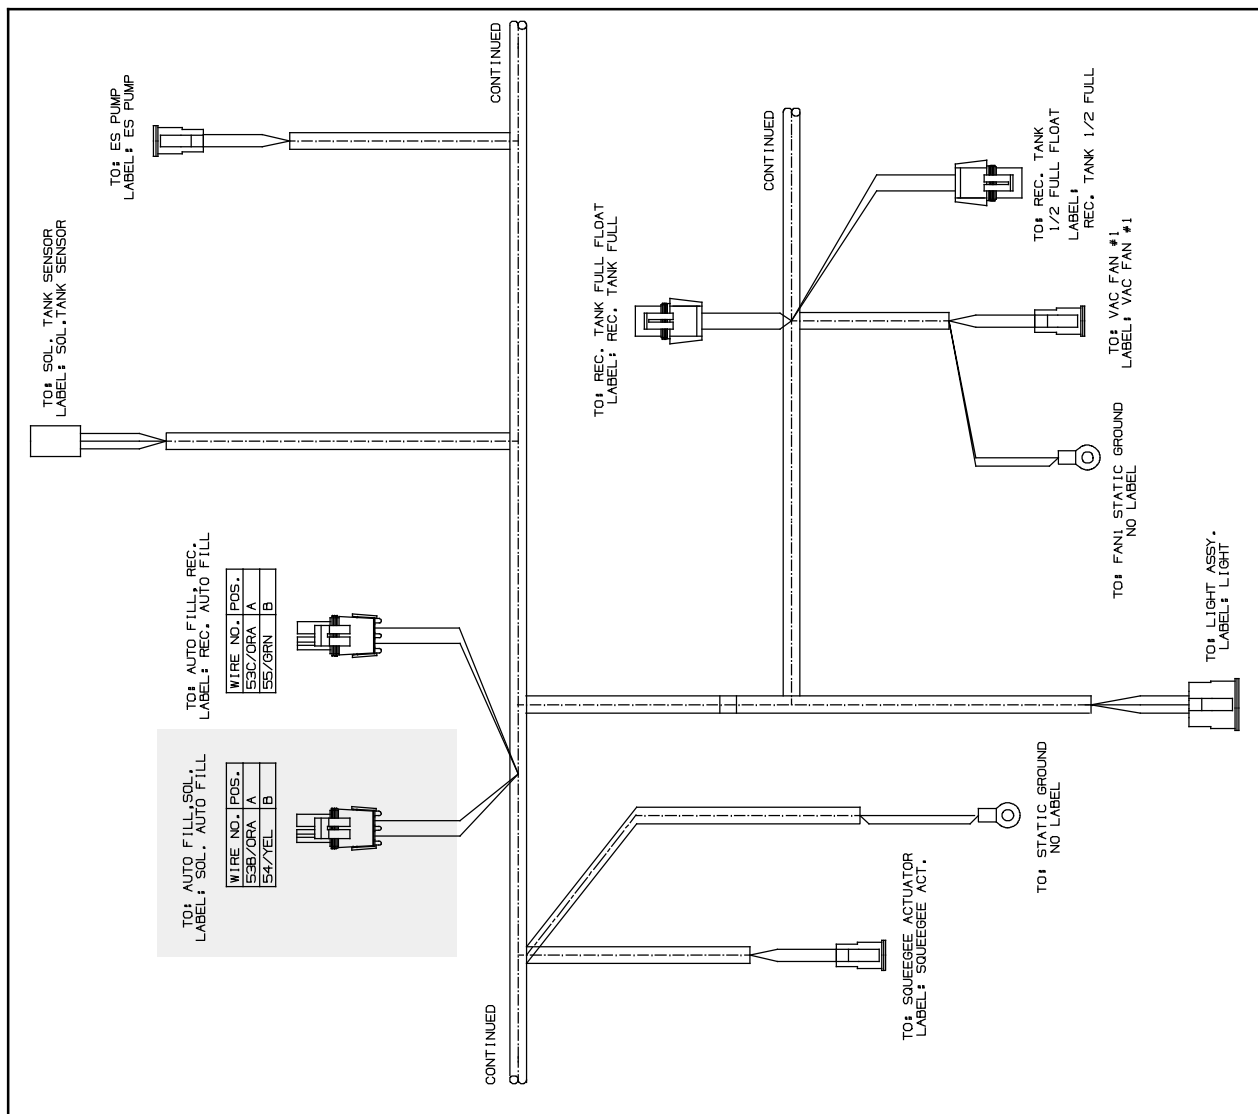 TO: ES PUMP
LABEL: ES PUMP
CONTINUED
TO: SOL. TANK SENSOR
LABEL: SOL. TANK SENSOR
CONTINUED
TO: REC. TANK
1/2 FULL FLOAT
LABEL:
REC. TANK 1/2 FULL
TO: REC. TANK FULL FLOAT
LABEL: REC. TANK FULL
TO: VAC FAN #1
LABEL: VAC FAN #1
TO: FAN1 STATIC GROUND
NO LABEL
TO: AUTO FILL, REC.
LABEL: REC. AUTO FILL
WIRE NO. POS.
53C/ORA A
55/GRN B
TO: LIGHT ASSY.
LABEL: LIGHT
TO: AUTO FILL,SOL.
LABEL: SOL. AUTO FILL
WIRE NO. POS.
53B/ORA A
54/YEL B
TO: STATIC GROUND
NO LABEL
TO: SQUEEGEE ACTUATOR
LABEL: SQUEEGEE ACT.
CONTINUED